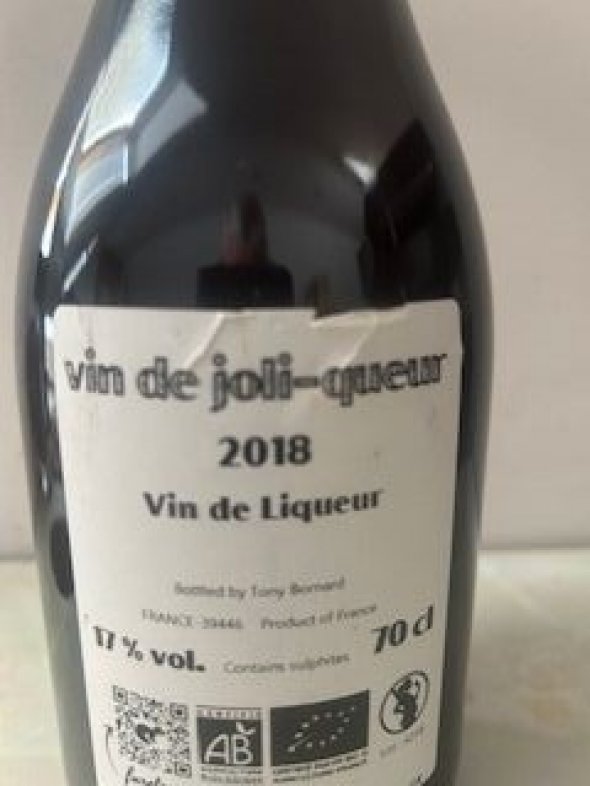 vin de joli-queur
2018
Vin de Liqueur
Bottled by Tony Bornard
FRANCE-39446 Product of France
17 % vol. Contains sulphites 70 cl
AB